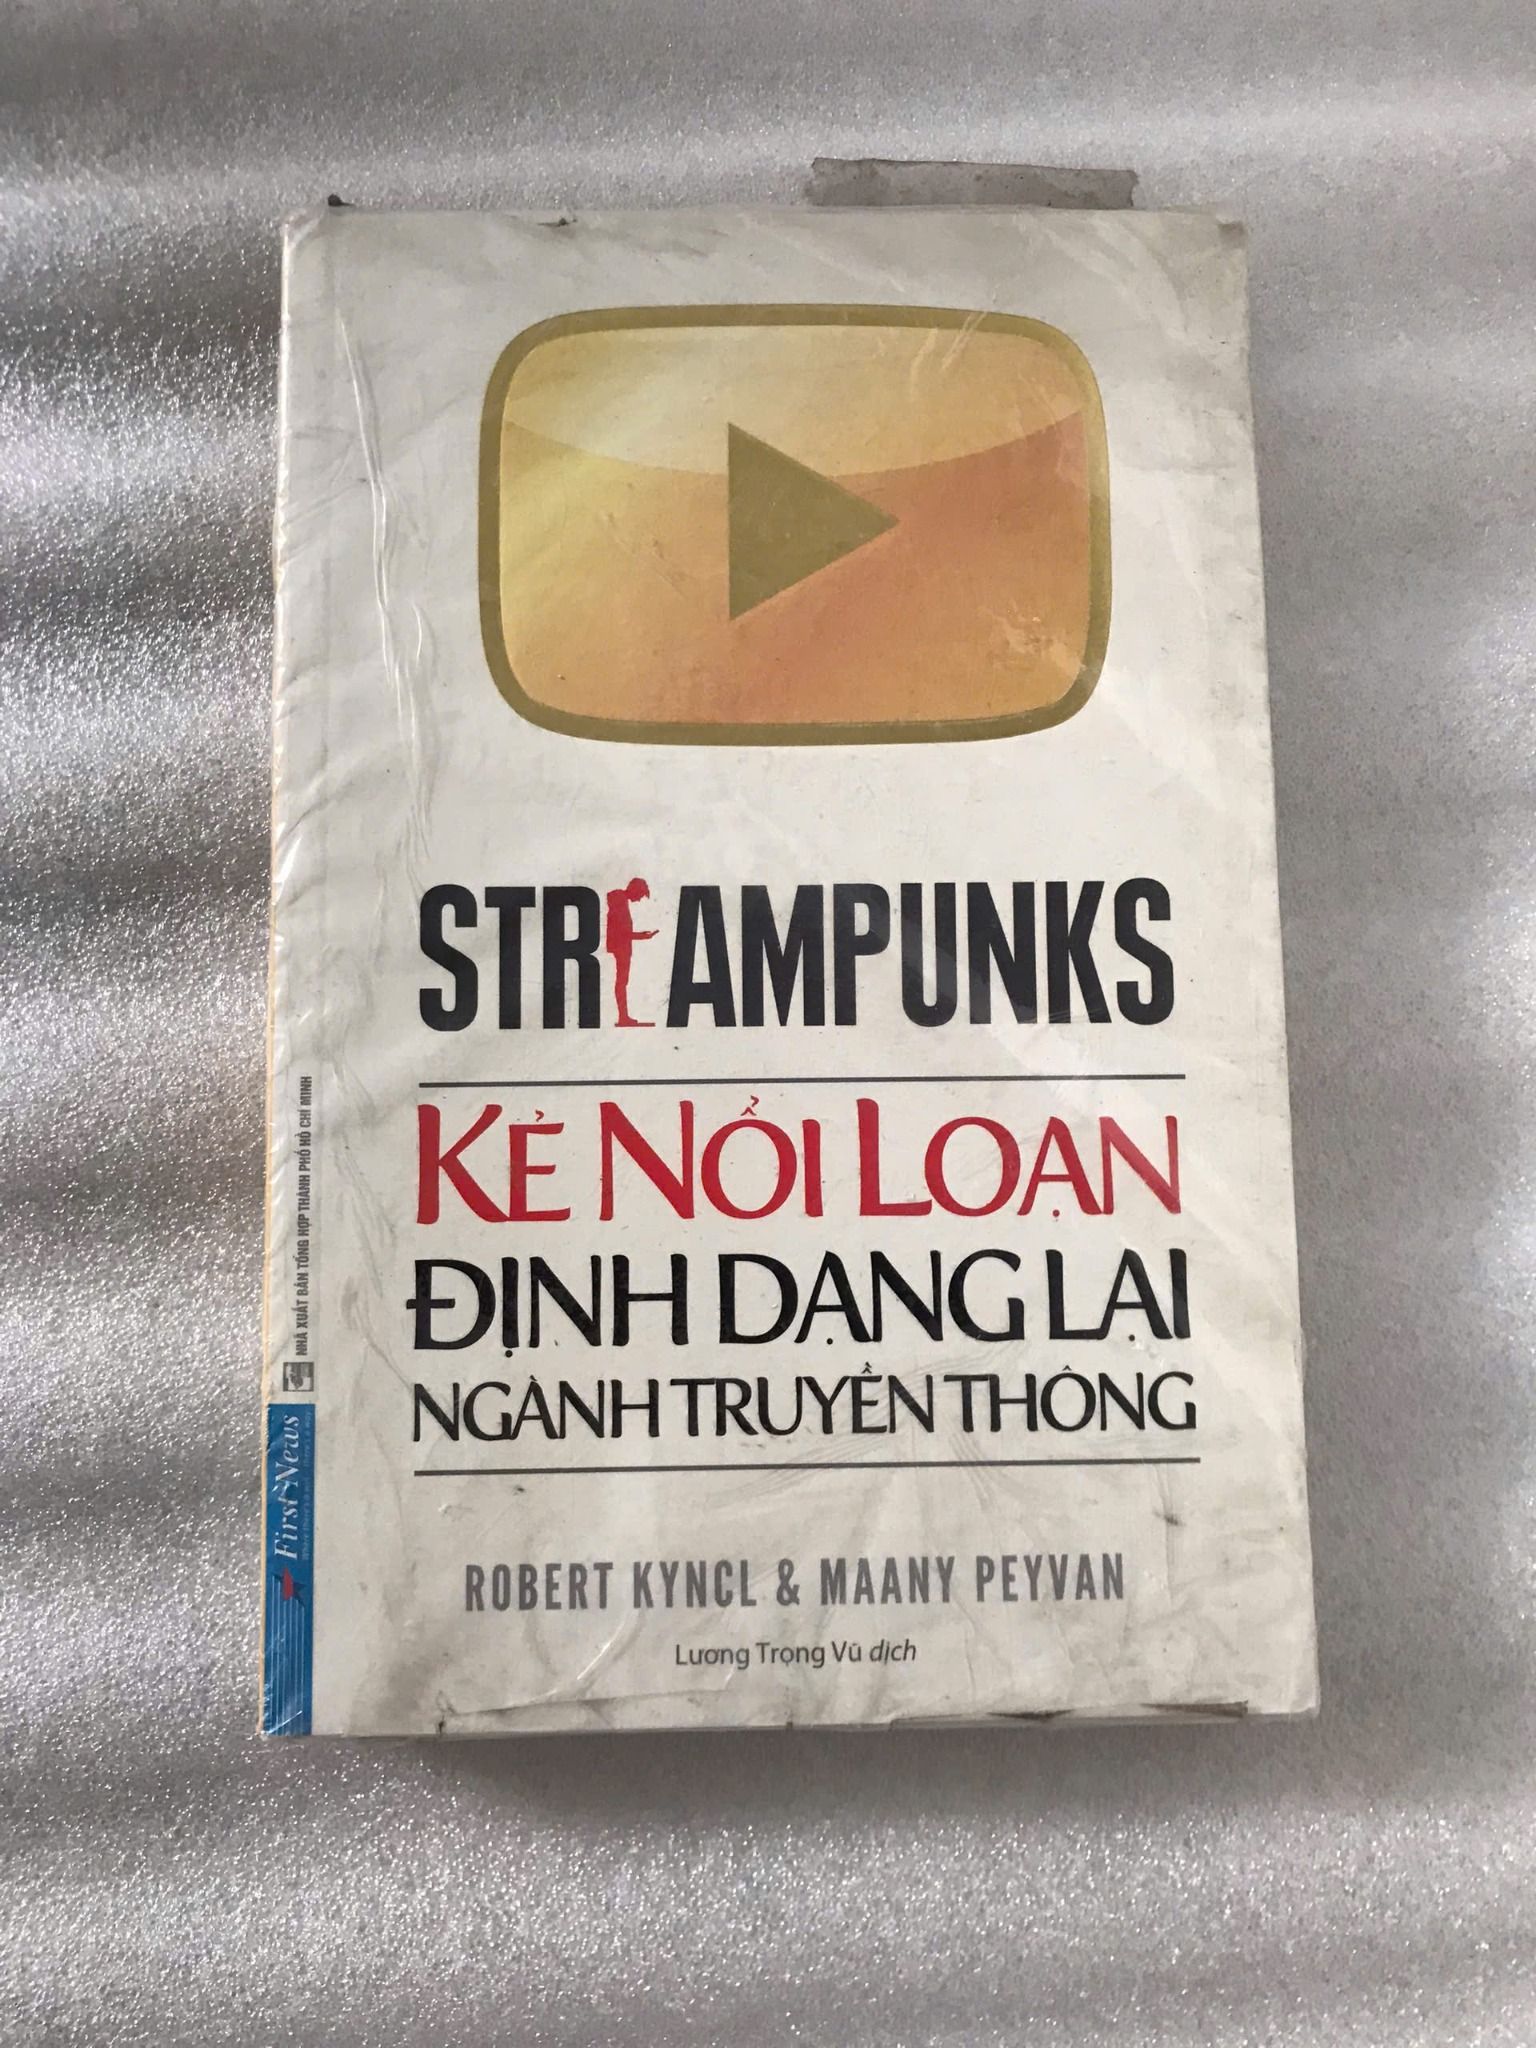 STREAMPUNKS
KẺ NỔI LOẠN
ĐỊNH DẠNG LẠI
NGÀNH TRUYỀN THÔNG
ROBERT KYNCL & MAANY PEYVAN
Lương Trọng Vũ dịch
NHÀ XUẤT BẢN TỔNG HỢP THÀNH PHỐ HỒ CHÍ MINH
First News